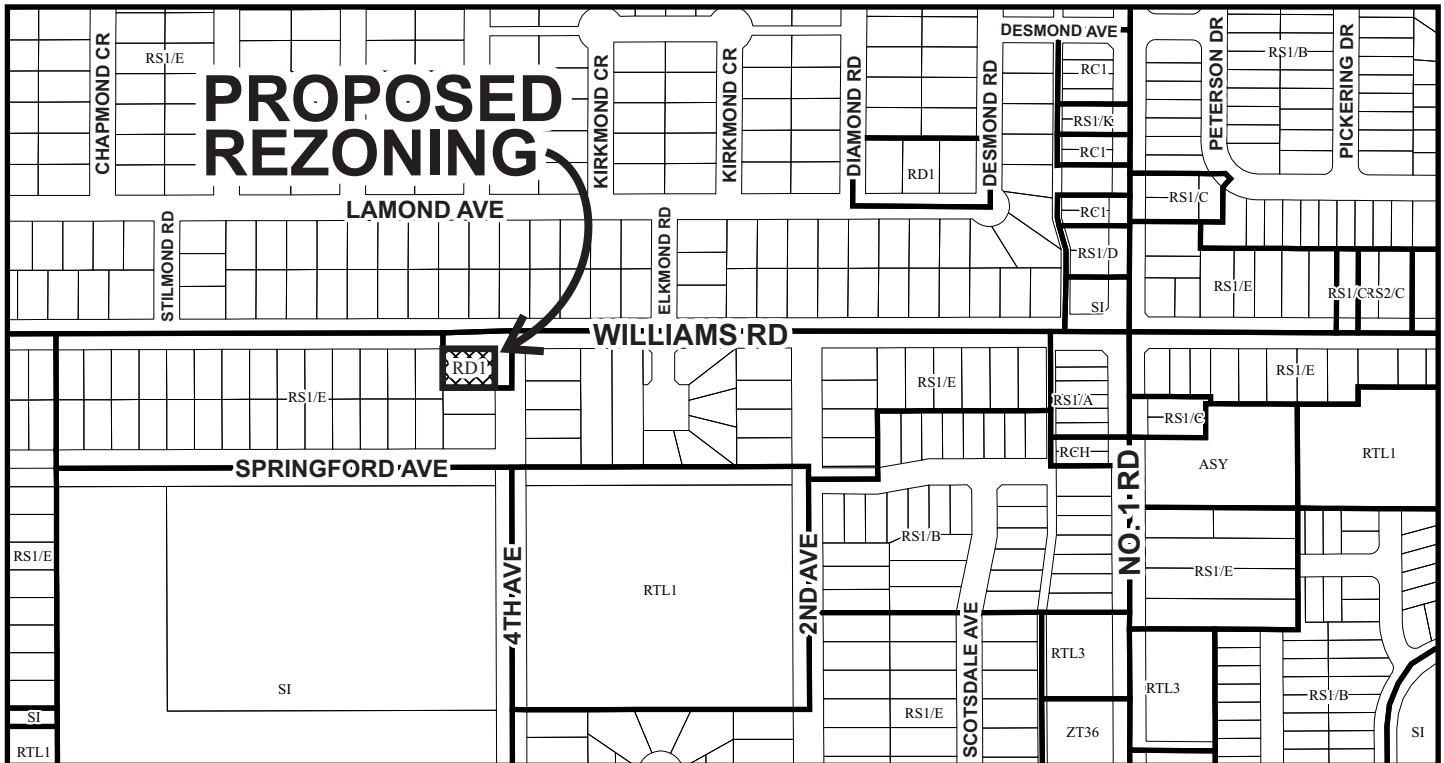 DESMOND AVE
CHAPMOND CR
RS1/E
PROPOSED
REZONING
KIRKMOND CR
KIRKMOND CR
DIAMOND RD
DESMOND RD
RC1
RS1/K
RC1
RD1
PETERSON DR
RS1/B
PICKERING DR
RS1/C
LAMOND AVE
RC1
STILMOND RD
ELKMOND RD
RS1/D
SI
RS1/E
RS1/C
RS2/C
WILLIAMS RD
RD1
RS1/E
RS1/E
RS1/A
RS1/E
RS1/C
RCH
SPRINGFORD AVE
NO. 1 RD
ASY
RTL1
RS1/E
4TH AVE
RTL1
2ND AVE
RS1/B
RS1/E
SCOTSDALE AVE
SI
RTL3
RTL3
RS1/B
SI
RTL1
RS1/E
ZT36
SI